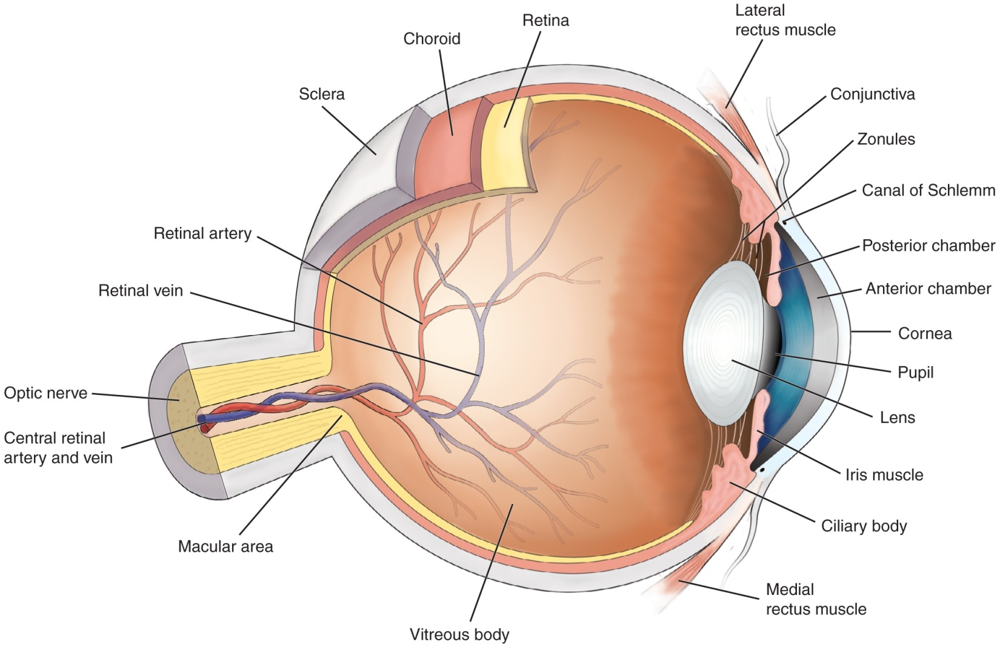 Lateral
rectus muscle
Retina
Choroid
Sclera
Conjunctiva
Zonules
Canal of Schlemm
Retinal artery
Posterior chamber
Retinal vein
Anterior chamber
Cornea
Pupil
Optic nerve
Lens
Central retinal
artery and vein
Iris muscle
Ciliary body
Macular area
Medial
rectus muscle
Vitreous body